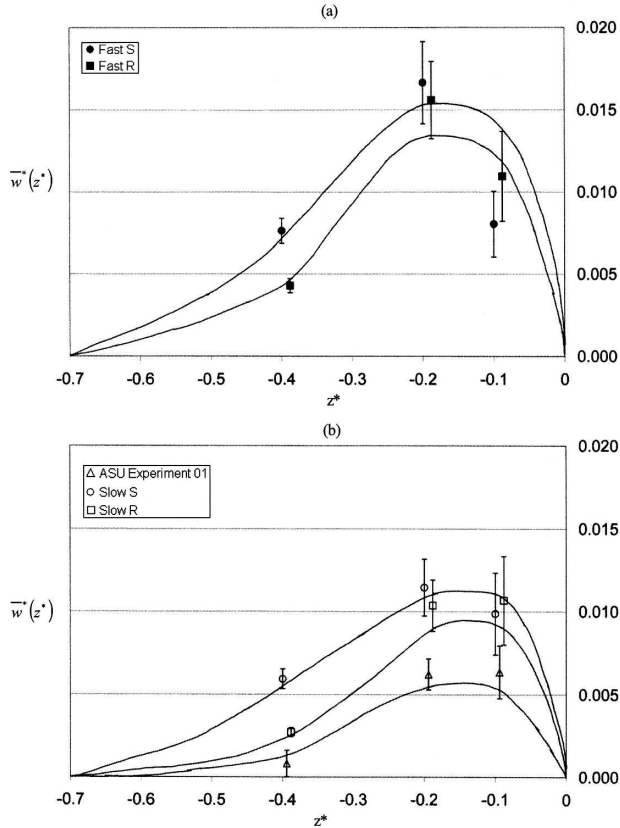 (a)
Fast S
Fast R
0.020
0.015
w̅*(z*)
0.010
0.005
0.000
-0.7 -0.6 -0.5 -0.4 -0.3 -0.2 -0.1 0
z*
(b)
ASU Experiment 01
Slow S
Slow R
0.020
0.015
w̅*(z*)
0.010
0.005
0.000
-0.7 -0.6 -0.5 -0.4 -0.3 -0.2 -0.1 0
z*